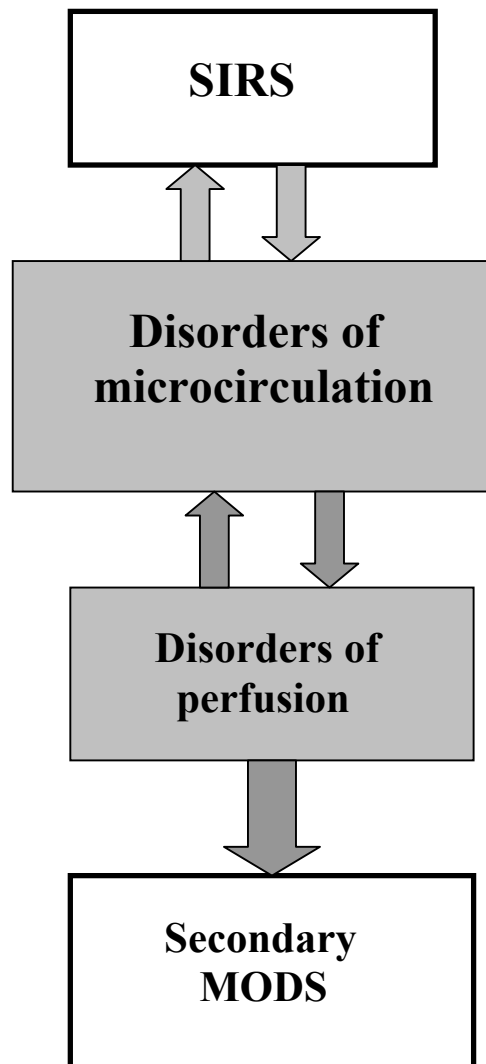 SIRS
Disorders of
microcirculation
Disorders of
perfusion
Secondary
MODS